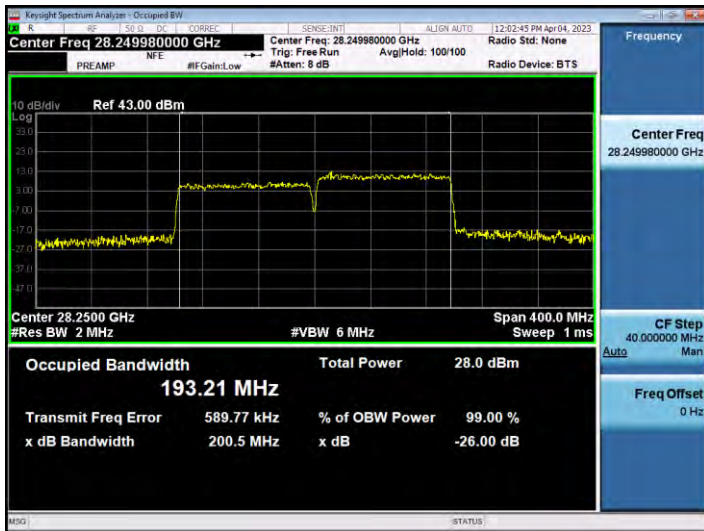 Keysight Spectrum Analyzer - Occupied BW
R RF 50 Ω DC CORREC SENSE:INT ALIGN AUTO 12:02:45 PM Apr 04, 2023
Center Freq 28.249980000 GHz Center Freq: 28.249980000 GHz Radio Std: None Frequency
NFE Trig: Free Run Avg|Hold: 100/100
PREAMP #IFGain:Low #Atten: 8 dB Radio Device: BTS
10 dB/div Ref 43.00 dBm
Log
33.0
23.0
13.0
3.00
-7.00
-17.0
-27.0
-37.0
-47.0
Center 28.2500 GHz Span 400.0 MHz
#Res BW 2 MHz #VBW 6 MHz Sweep 1 ms
Occupied Bandwidth Total Power 28.0 dBm
193.21 MHz
Transmit Freq Error 589.77 kHz % of OBW Power 99.00 %
x dB Bandwidth 200.5 MHz x dB -26.00 dB
Center Freq
28.249980000 GHz
CF Step
40.000000 MHz
Auto Man
Freq Offset
0 Hz
MSG STATUS